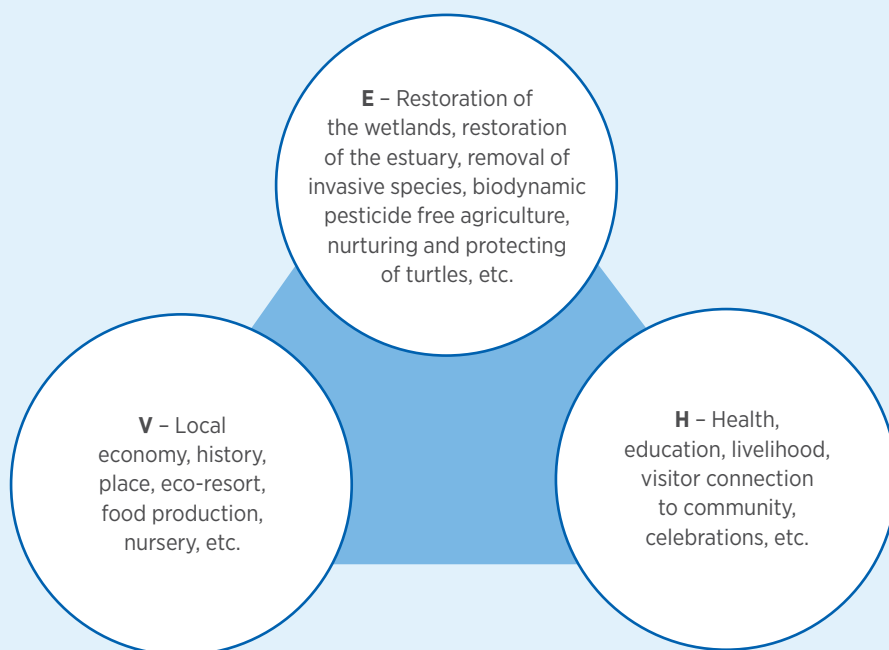 E – Restoration of
the wetlands, restoration
of the estuary, removal of
invasive species, biodynamic
pesticide free agriculture,
nurturing and protecting
of turtles, etc.
V – Local
economy, history,
place, eco-resort,
food production,
nursery, etc.
H – Health,
education, livelihood,
visitor connection
to community,
celebrations, etc.